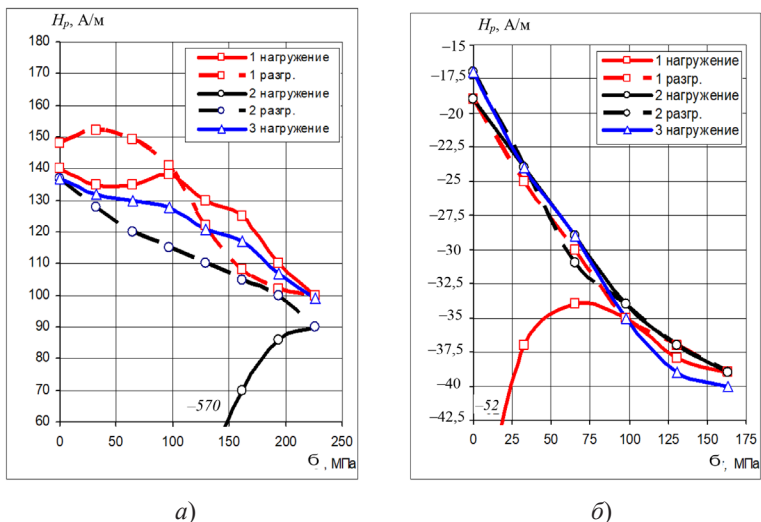 Hp, А/м
180
170
160
150
140
130
120
110
100
90
80
70
60
1 нагружение
1 разгр.
2 нагружение
2 разгр.
3 нагружение
–570
0 50 100 150 200 250
б, МПа
а)
Hp, А/м
–15
–17,5
–20
–22,5
–25
–27,5
–30
–32,5
–35
–37,5
–40
–42,5
1 нагружение
1 разгр.
2 нагружение
2 разгр.
3 нагружение
–52
0 25 50 75 100 125 150 175
б, МПа
б)